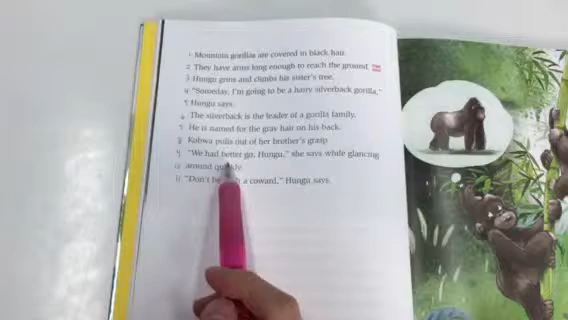 1 Mountain gorillas are covered in black hair.
2 They have arms long enough to reach the ground.
3 Hungu grins and climbs his sister's tree.
4 "Someday, I'm going to be a hairy silverback gorilla,"
5 Hungu says.
6 The silverback is the leader of a gorilla family.
7 He is named for the gray hair on his back.
8 Kubwa pulls out of her brother's grasp.
9 "We had better go, Hungu," she says while glancing
10 around quickly.
11 "Don't be a coward," Hungu says.